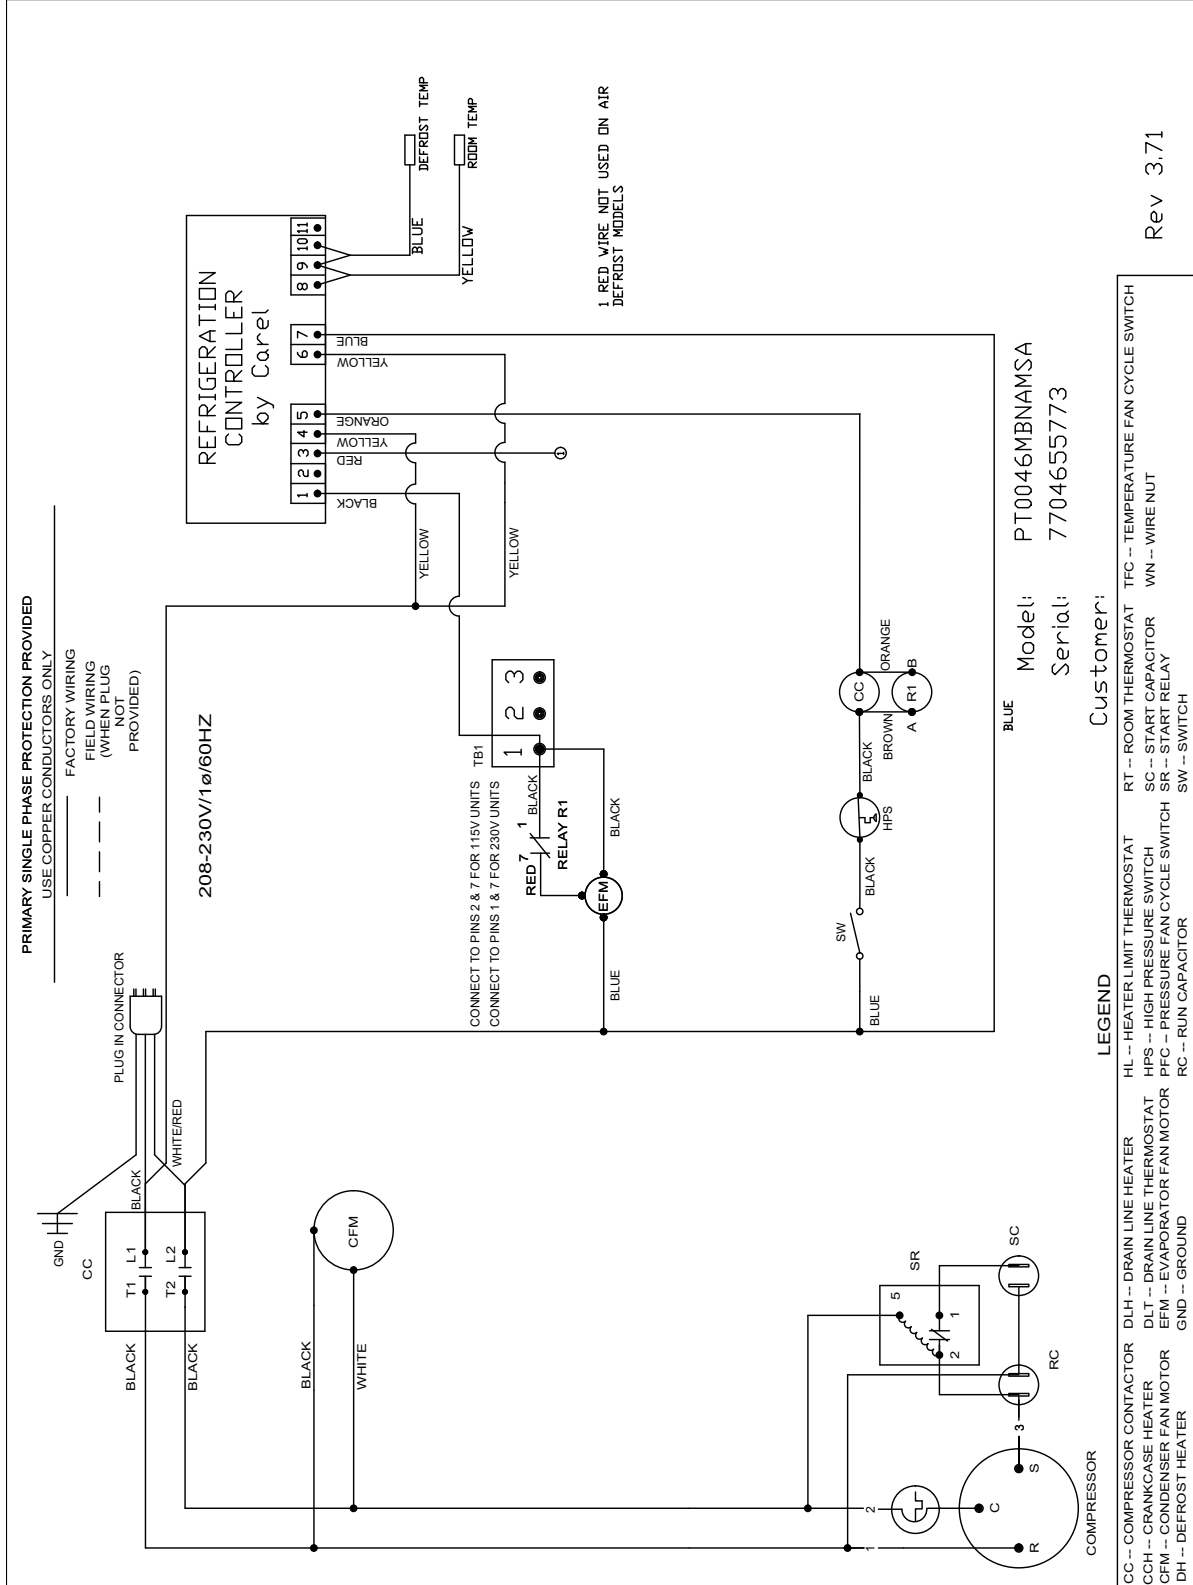 PRIMARY SINGLE PHASE PROTECTION PROVIDED
USE COPPER CONDUCTORS ONLY
FACTORY WIRING
FIELD WIRING
(WHEN PLUG
NOT
PROVIDED)
208-230V/1ø/60HZ
PLUG IN CONNECTOR
GND
BLACK
WHITE/RED
CC
T1 L1
T2 L2
BLACK
BLACK
BLACK
WHITE
CFM
REFRIGERATION
CONTROLLER
by Carel
1 2 3 4 5 6 7 8 9 10 11
BLACK
RED
YELLOW
ORANGE
YELLOW
BLUE
BLUE
DEFROST TEMP
YELLOW
ROOM TEMP
YELLOW
YELLOW
1
1 RED WIRE NOT USED ON AIR
DEFROST MODELS
TB1
1 2 3
CONNECT TO PINS 2 & 7 FOR 115V UNITS
CONNECT TO PINS 1 & 7 FOR 230V UNITS
RED 7 1 BLACK
RELAY R1
EFM
BLACK
BLUE
SW
BLUE
BLACK
HPS
BLACK
CC
BROWN
ORANGE
A R1 B
BLUE
SR
5
2 1
SC
RC
3
2
1
R C S
COMPRESSOR
Model: PT0046MBNAMSA
Serial: 7704655773
Customer:
Rev 3.71
LEGEND
CC -- COMPRESSOR CONTACTOR
CCH -- CRANKCASE HEATER
CFM -- CONDENSER FAN MOTOR
DH -- DEFROST HEATER
DLH -- DRAIN LINE HEATER
DLT -- DRAIN LINE THERMOSTAT
EFM -- EVAPORATOR FAN MOTOR
GND -- GROUND
HL -- HEATER LIMIT THERMOSTAT
HPS -- HIGH PRESSURE SWITCH
PFC -- PRESSURE FAN CYCLE SWITCH
RC -- RUN CAPACITOR
RT -- ROOM THERMOSTAT
SC -- START CAPACITOR
SR -- START RELAY
SW -- SWITCH
TFC -- TEMPERATURE FAN CYCLE SWITCH
WN -- WIRE NUT